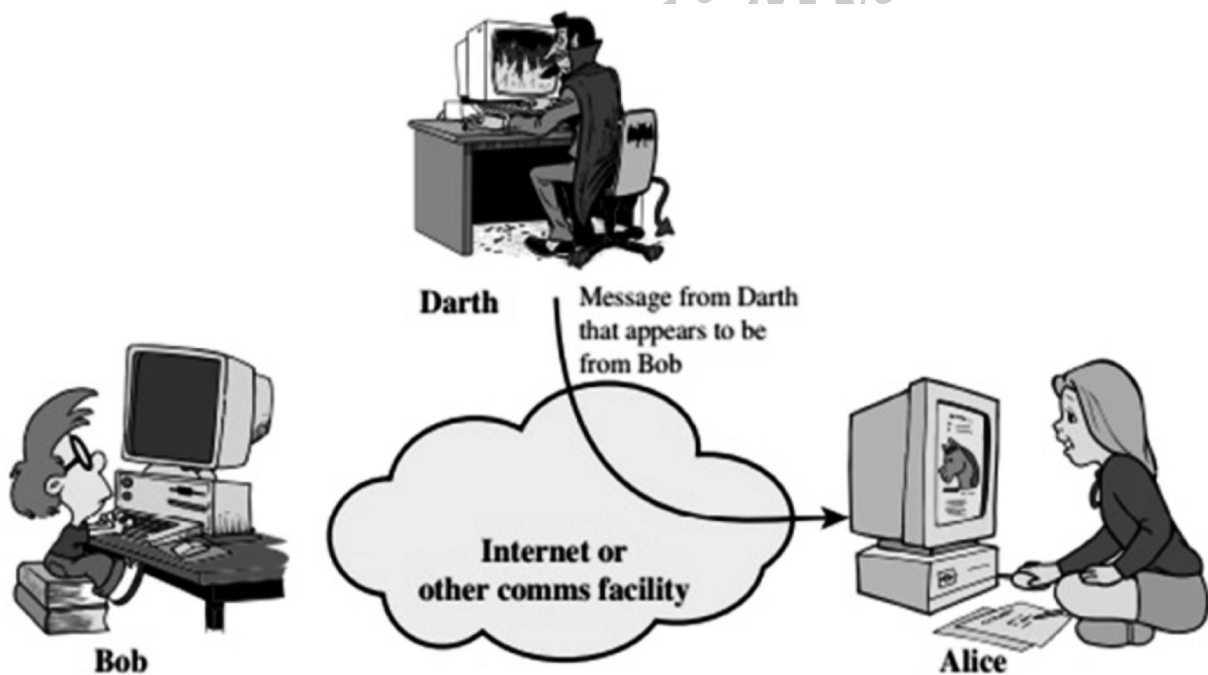 Darth
Message from Darth
that appears to be
from Bob
Internet or
other comms facility
Bob
Alice